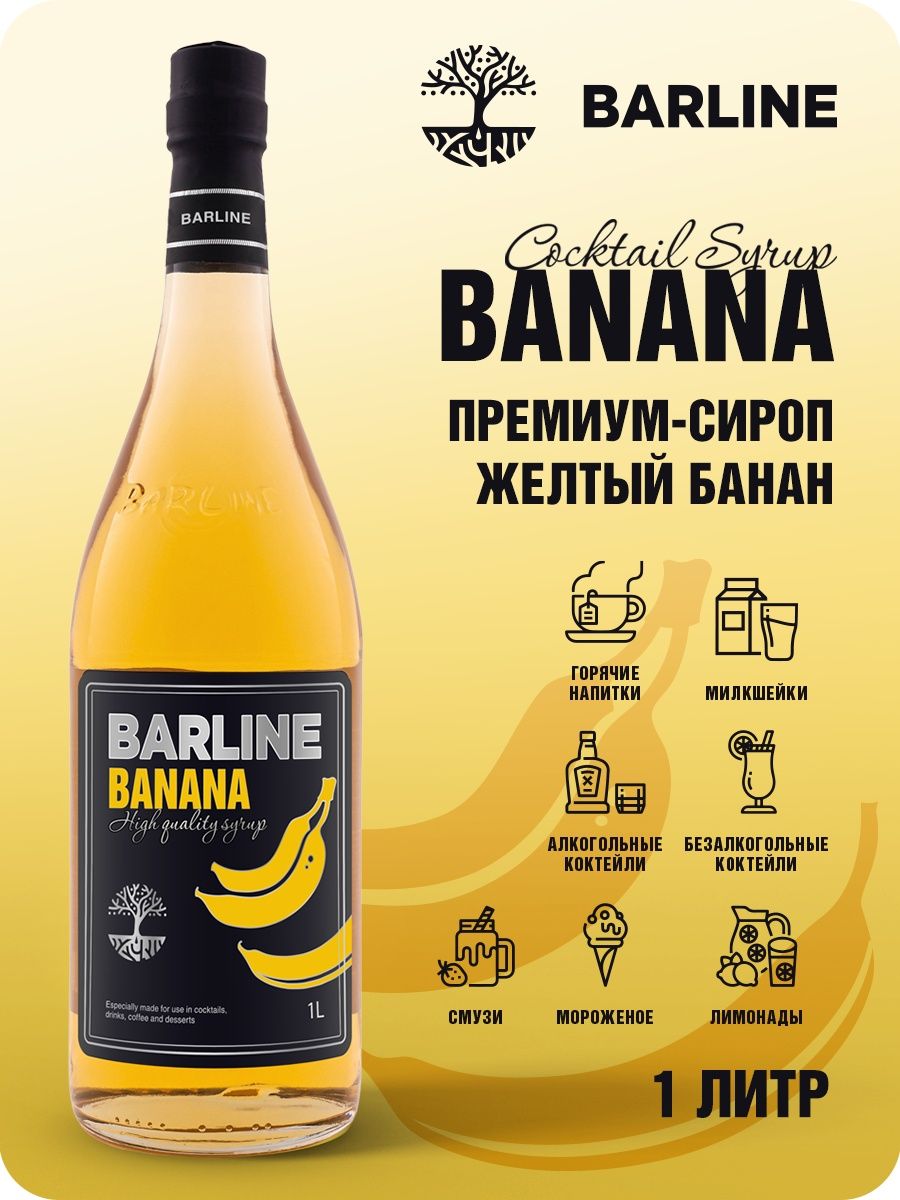 BARLINE
Cocktail Syrup
BANANA
ПРЕМИУМ-СИРОП
ЖЕЛТЫЙ БАНАН
ГОРЯЧИЕ
НАПИТКИ
МИЛКШЕЙКИ
АЛКОГОЛЬНЫЕ
КОКТЕЙЛИ
БЕЗАЛКОГОЛЬНЫЕ
КОКТЕЙЛИ
СМУЗИ
МОРОЖЕНОЕ
ЛИМОНАДЫ
1 ЛИТР
BARLINE
BARLINE
BARLINE
BANANA
High quality syrup
Especially made for use in cocktails,
drinks, coffee and desserts
1L